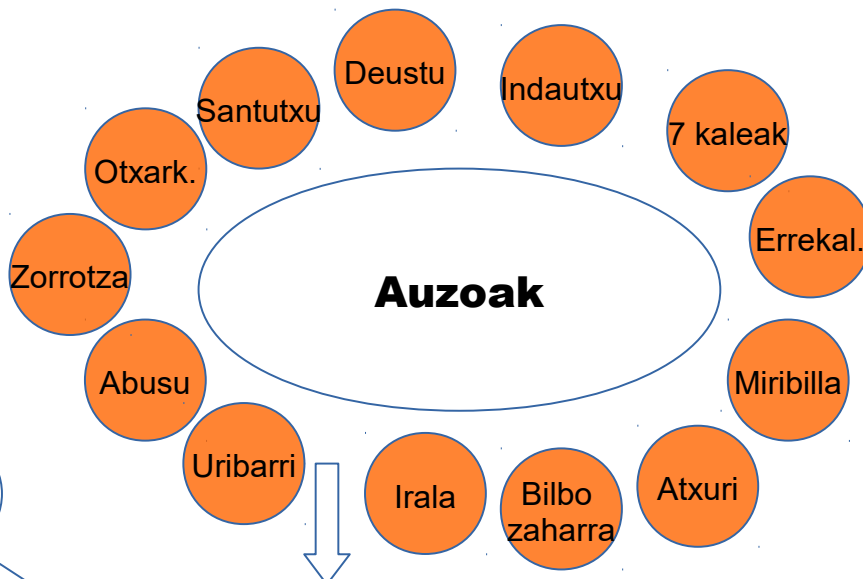 Deustu
Indautxu
Santutxu
7 kaleak
Otxark.
Errekal.
Zorrotza
Auzoak
Abusu
Miribilla
Uribarri
Irala
Bilbo
zaharra
Atxuri